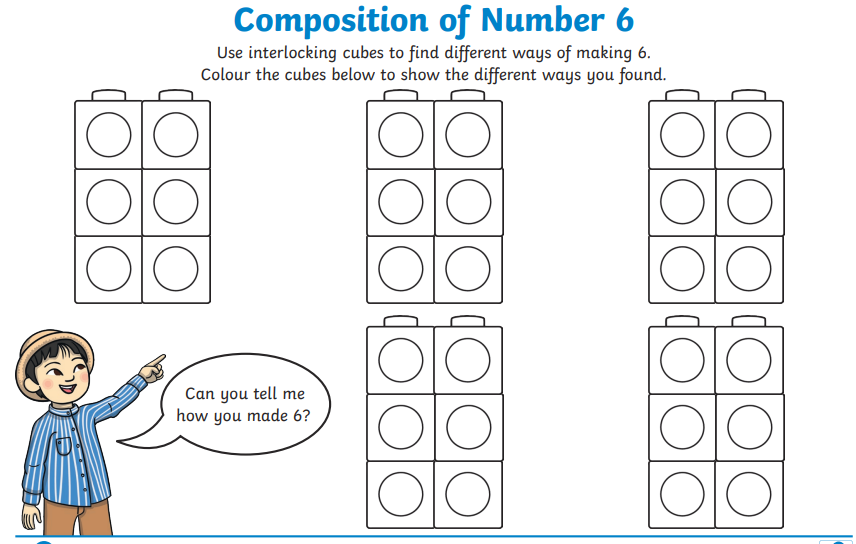 Composition of Number 6
Use interlocking cubes to find different ways of making 6.
Colour the cubes below to show the different ways you found.
Can you tell me
how you made 6?